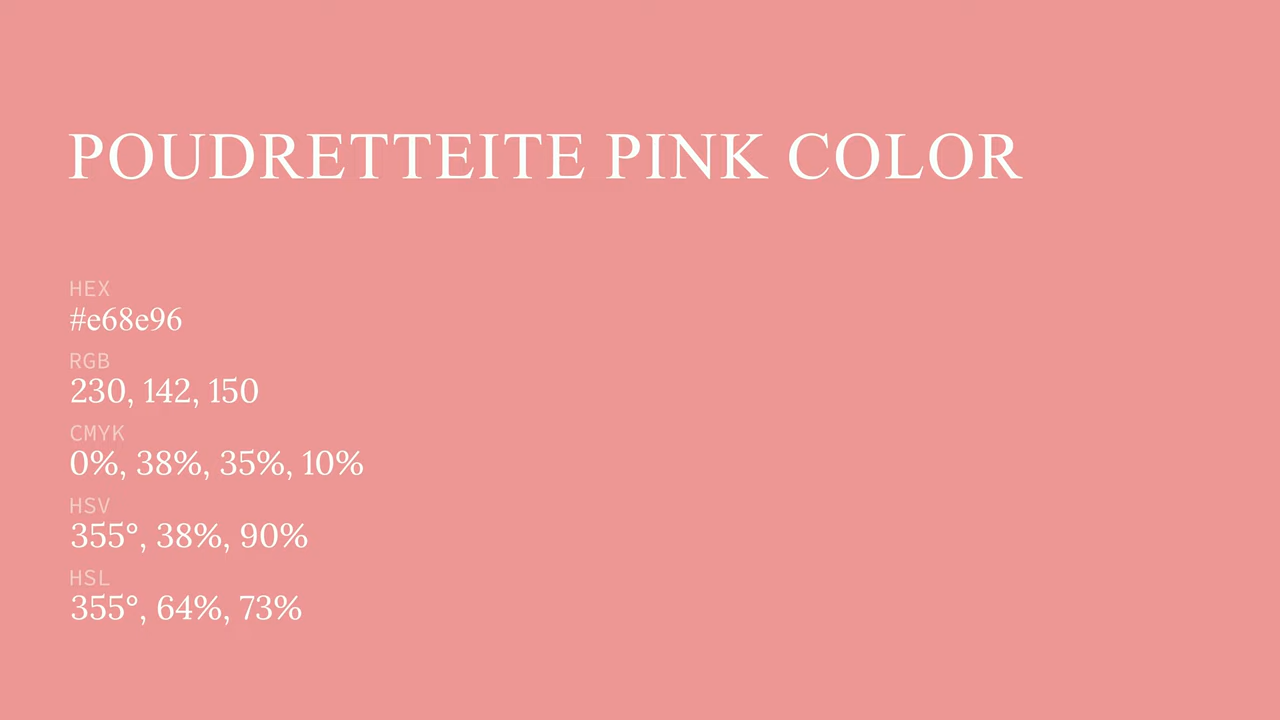 POUDRETTEITE PINK COLOR
HEX
#e68e96
RGB
230, 142, 150
CMYK
0%, 38%, 35%, 10%
HSV
355°, 38%, 90%
HSL
355°, 64%, 73%